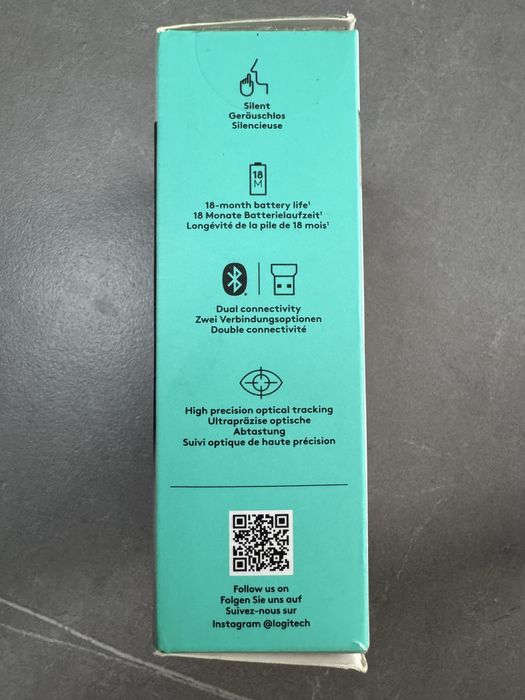 Silent
Geräuschlos
Silencieuse
18
M
18-month battery life¹
18 Monate Batterielaufzeit¹
Longévité de la pile de 18 mois¹
Dual connectivity
Zwei Verbindungsoptionen
Double connectivité
High precision optical tracking
Ultrapräzise optische
Abtastung
Suivi optique de haute précision
Follow us on
Folgen Sie uns auf
Suivez-nous sur
Instagram @logitech